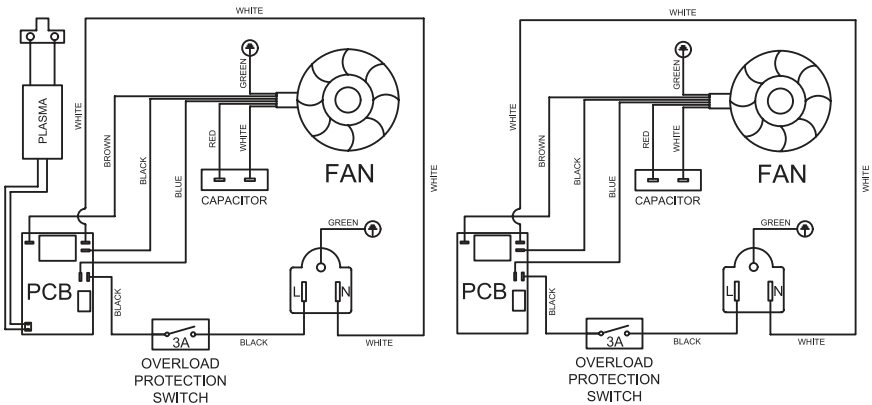 WHITE
PLASMA
WHITE
GREEN
BROWN
BLACK
BLUE
RED
WHITE
FAN
CAPACITOR
WHITE
GREEN
PCB
L
N
BLACK
3A
BLACK
WHITE
OVERLOAD
PROTECTION
SWITCH
WHITE
WHITE
GREEN
BROWN
BLACK
BLUE
RED
WHITE
FAN
CAPACITOR
WHITE
GREEN
PCB
L
N
BLACK
3A
BLACK
WHITE
OVERLOAD
PROTECTION
SWITCH